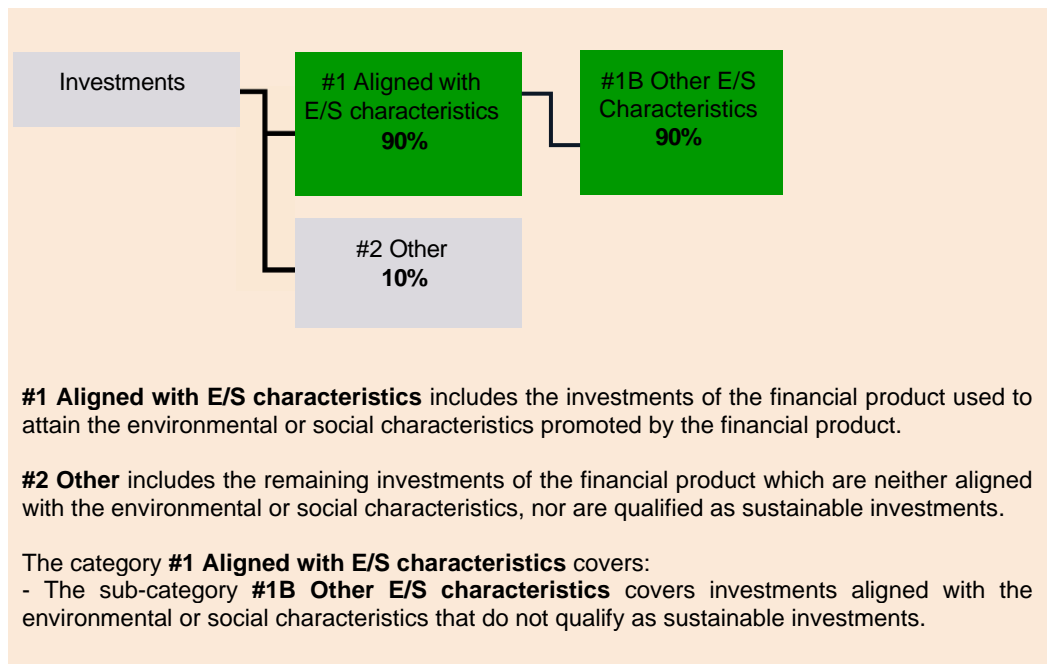 Investments
#1 Aligned with
E/S characteristics
90%
#1B Other E/S
Characteristics
90%
#2 Other
10%
#1 Aligned with E/S characteristics includes the investments of the financial product used to
attain the environmental or social characteristics promoted by the financial product.
#2 Other includes the remaining investments of the financial product which are neither aligned
with the environmental or social characteristics, nor are qualified as sustainable investments.
The category #1 Aligned with E/S characteristics covers:
- The sub-category #1B Other E/S characteristics covers investments aligned with the
environmental or social characteristics that do not qualify as sustainable investments.